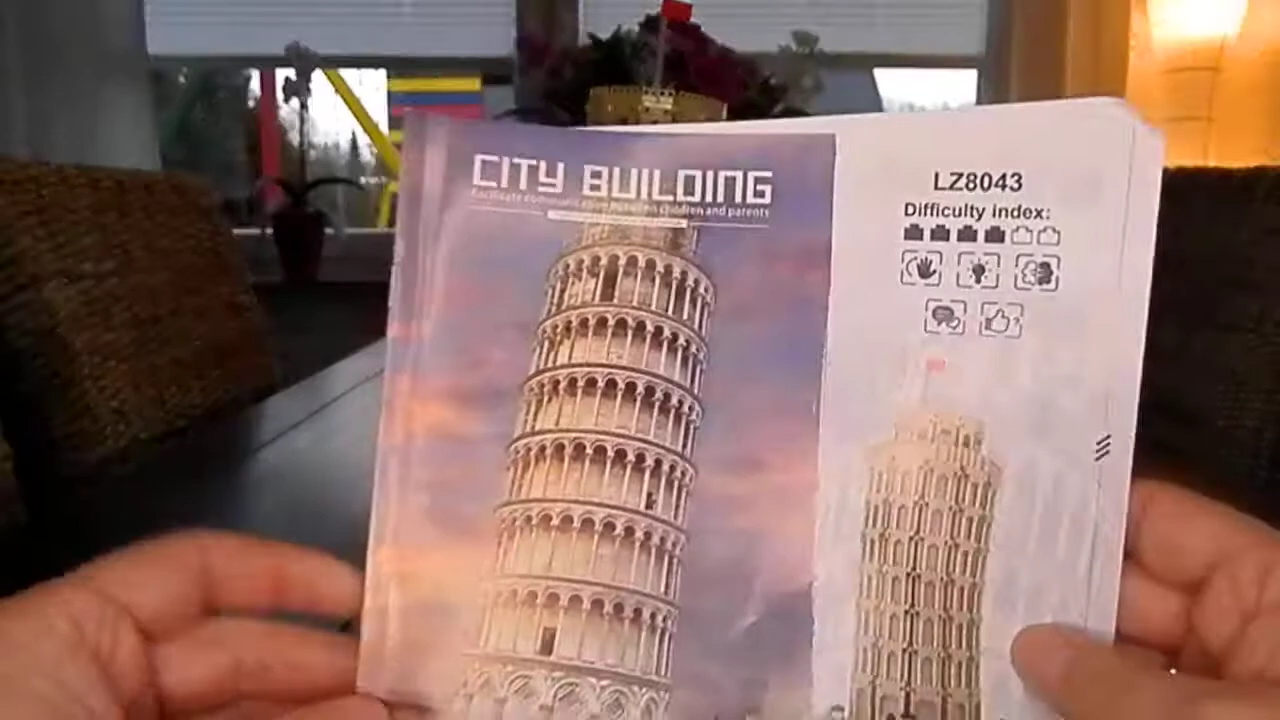 CITY BUILDING
Facilitate communication between children and parents
LZ8043
Difficulty index: